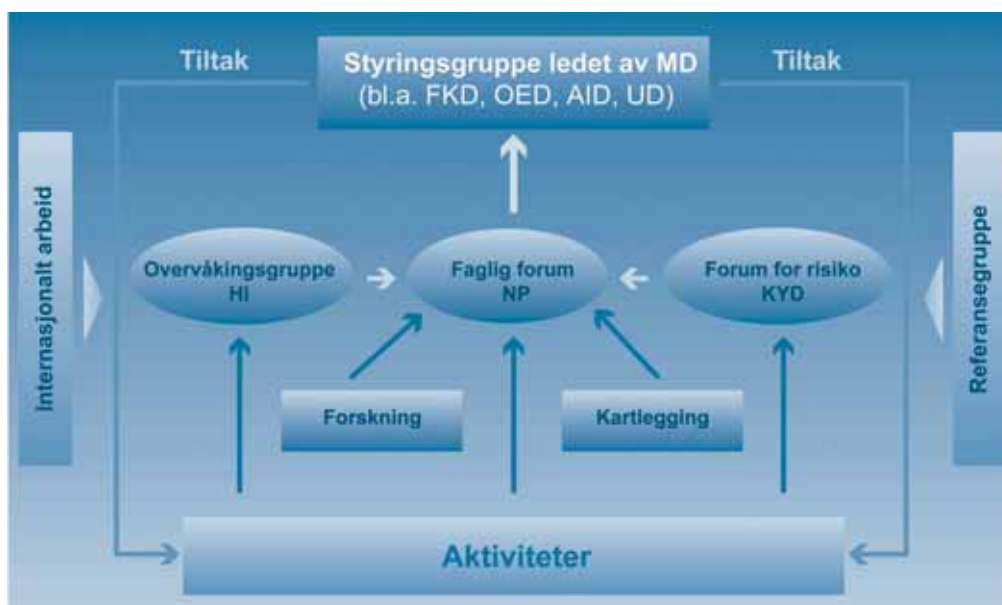 Tiltak
Styringsgruppe ledet av MD
(bl.a. FKD, OED, AID, UD)
Tiltak
Internasjonalt arbeid
Overvåkingsgruppe
HI
Faglig forum
NP
Forum for risiko
KYD
Referansegruppe
Forskning
Kartlegging
Aktiviteter